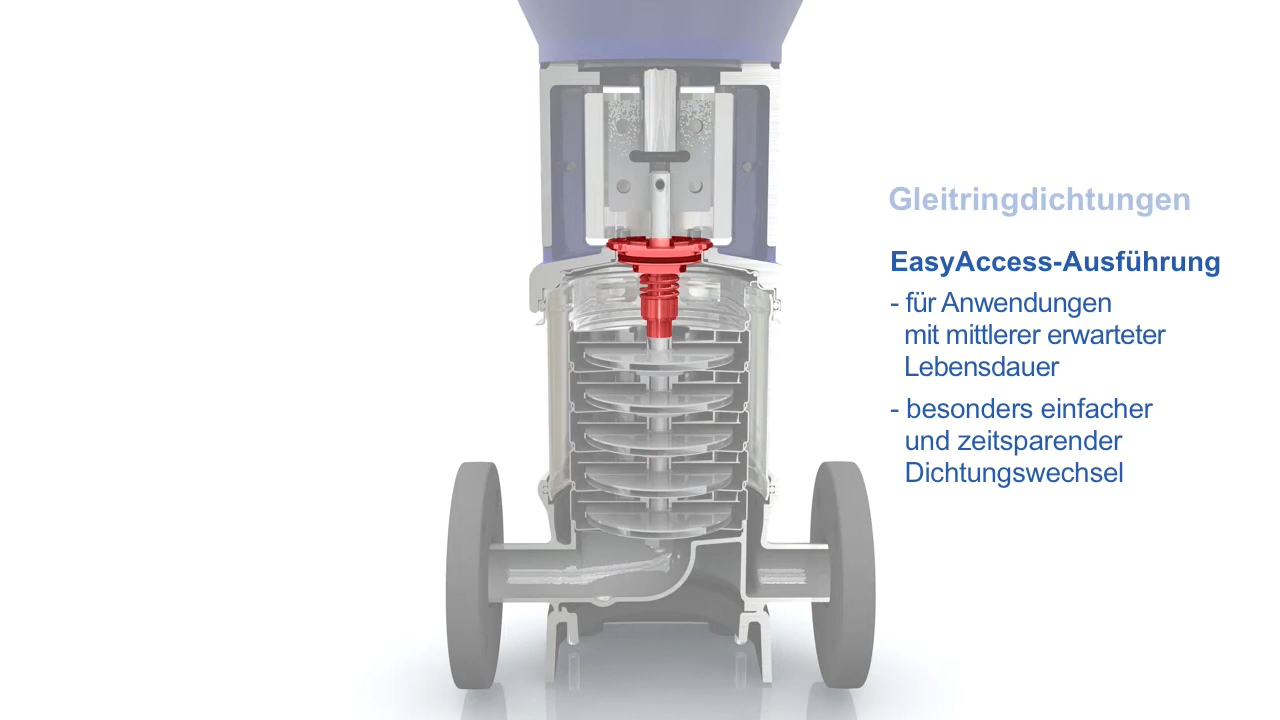 Gleitringdichtungen
EasyAccess-Ausführung
- für Anwendungen
mit mittlerer erwarteter
Lebensdauer
- besonders einfacher
und zeitsparender
Dichtungswechsel